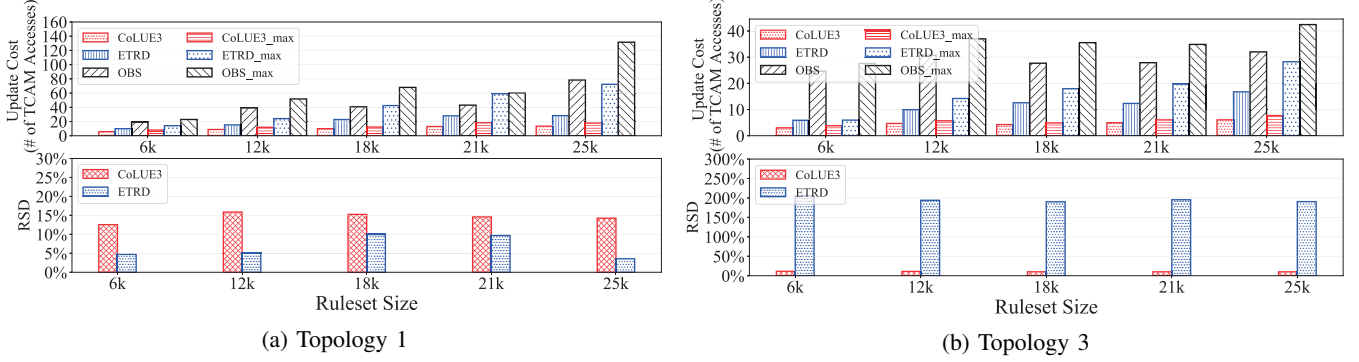 Update Cost
(# of TCAM Accesses)
160
140
120
100
80
60
40
20
0
CoLUE3
ETRD
OBS
CoLUE3_max
ETRD_max
OBS_max
6k
12k
18k
21k
25k
RSD
30%
25%
20%
15%
10%
5%
0%
CoLUE3
ETRD
6k
12k
18k
21k
25k
Ruleset Size
(a) Topology 1
Update Cost
(# of TCAM Accesses)
40
30
20
10
0
CoLUE3
ETRD
OBS
CoLUE3_max
ETRD_max
OBS_max
6k
12k
18k
21k
25k
RSD
300%
250%
200%
150%
100%
50%
0%
CoLUE3
ETRD
6k
12k
18k
21k
25k
Ruleset Size
(b) Topology 3